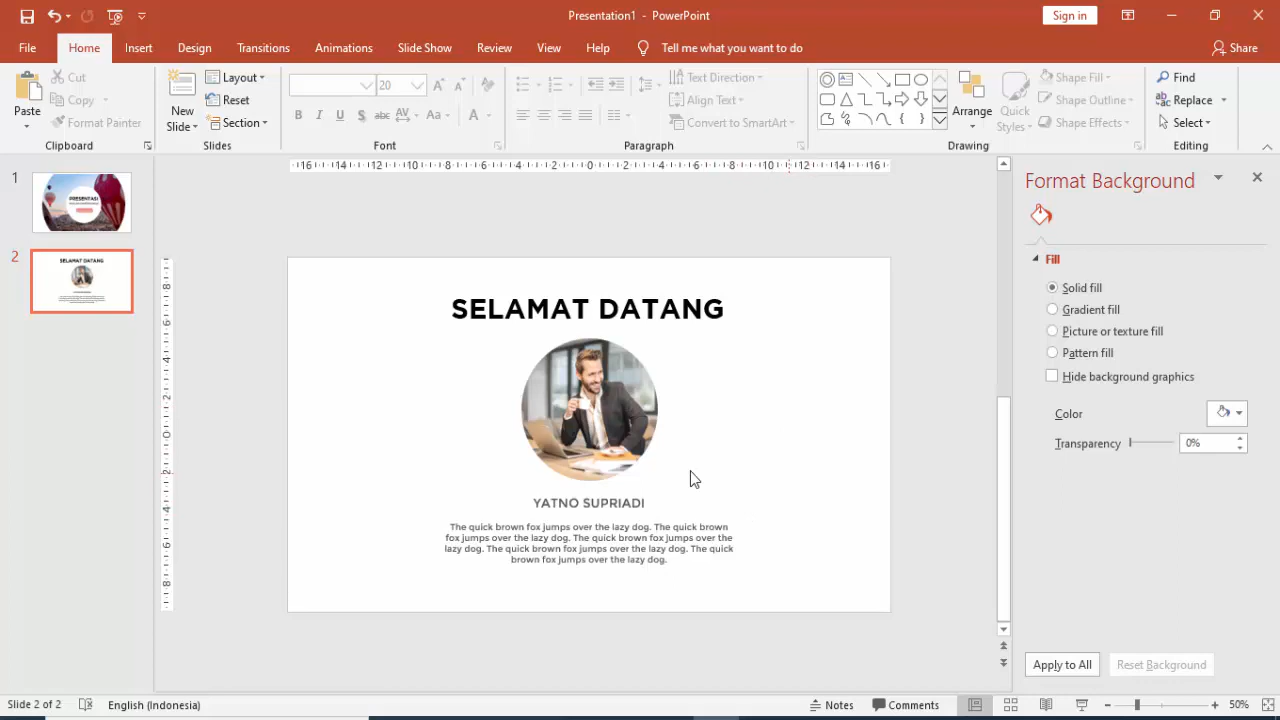 Presentation1 - PowerPoint
Sign in
File Home Insert Design Transitions Animations Slide Show Review View Help Tell me what you want to do Share
Paste
Cut
Copy
Format Painter
Clipboard
New Slide
Layout
Reset
Section
Slides
20
Font
Text Direction
Align Text
Convert to SmartArt
Paragraph
Arrange
Quick Styles
Shape Fill
Shape Outline
Shape Effects
Drawing
Find
Replace
Select
Editing
1
PRESENTASI
2
SELAMAT DATANG
SELAMAT DATANG
YATNO SUPRIADI
The quick brown fox jumps over the lazy dog. The quick brown
fox jumps over the lazy dog. The quick brown fox jumps over the
lazy dog. The quick brown fox jumps over the lazy dog. The quick
brown fox jumps over the lazy dog.
Format Background
Fill
Solid fill
Gradient fill
Picture or texture fill
Pattern fill
Hide background graphics
Color
Transparency 0%
Apply to All Reset Background
Slide 2 of 2 English (Indonesia) Notes Comments 50%